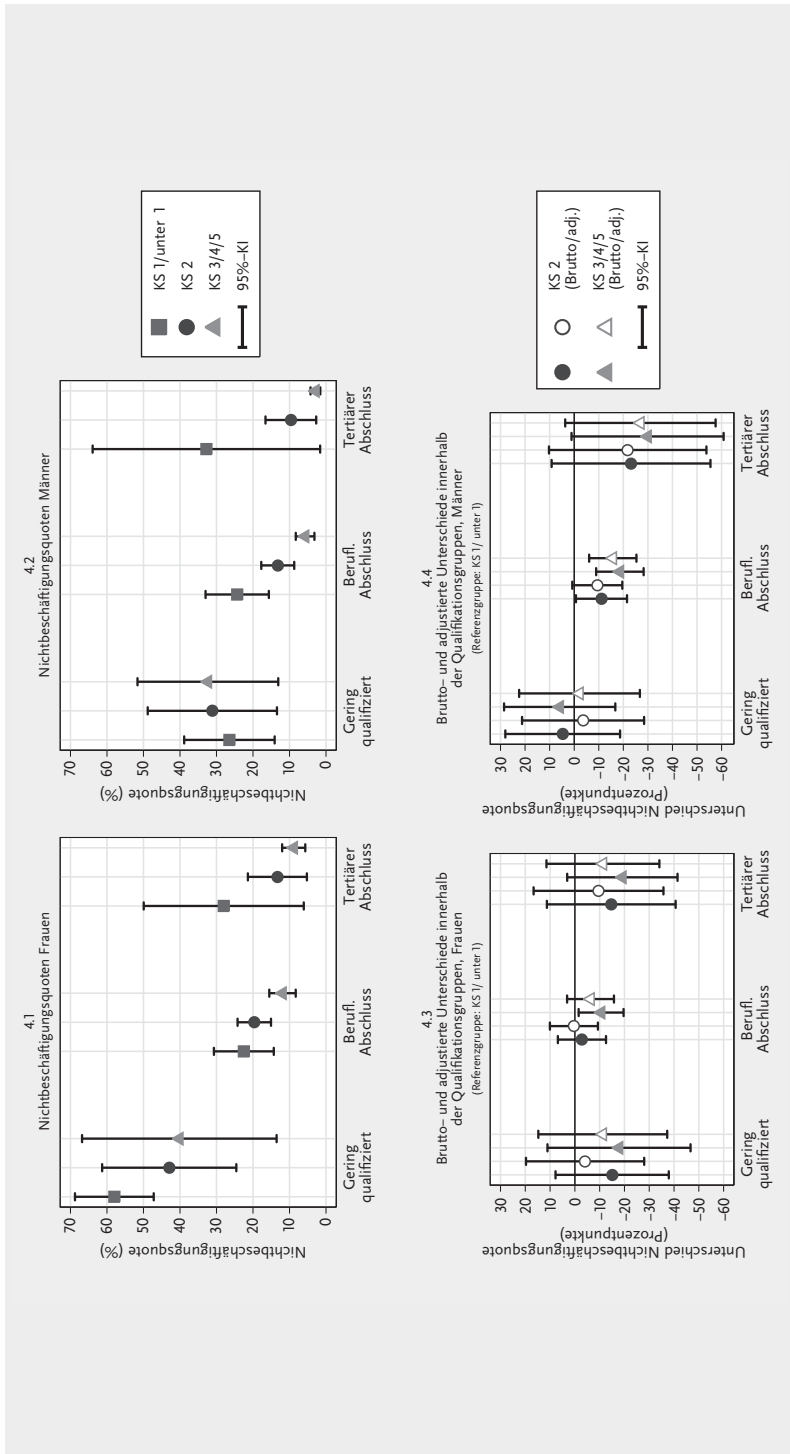 4.1
Nichtbeschäftigungsquoten Frauen
Nichtbeschäftigungsquote (%)
70
60
50
40
30
20
10
0
Gering
qualifiziert
Berufl.
Abschluss
Tertiärer
Abschluss
4.2
Nichtbeschäftigungsquoten Männer
Nichtbeschäftigungsquote (%)
70
60
50
40
30
20
10
0
Gering
qualifiziert
Berufl.
Abschluss
Tertiärer
Abschluss
KS 1/unter 1
KS 2
KS 3/4/5
95%–KI
4.3
Brutto– und adjustierte Unterschiede innerhalb
der Qualifikationsgruppen, Frauen
(Referenzgruppe: KS 1/ unter 1)
Unterschied Nichtbeschäftigungsquote
(Prozentpunkte)
30
20
10
0
–10
–20
–30
–40
–50
–60
Gering
qualifiziert
Berufl.
Abschluss
Tertiärer
Abschluss
4.4
Brutto– und adjustierte Unterschiede innerhalb
der Qualifikationsgruppen, Männer
(Referenzgruppe: KS 1/ unter 1)
Unterschied Nichtbeschäftigungsquote
(Prozentpunkte)
30
20
10
0
–10
–20
–30
–40
–50
–60
Gering
qualifiziert
Berufl.
Abschluss
Tertiärer
Abschluss
KS 2
(Brutto/adj.)
KS 3/4/5
(Brutto/adj.)
95%–KI